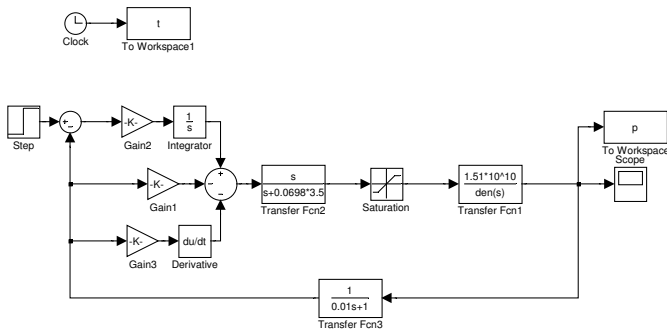 Clock
t
To Workspace1
Step
-K-
Gain2
1
s
Integrator
-K-
Gain1
-K-
Gain3
du/dt
Derivative
s
s+0.0698*3.5
Transfer Fcn2
Saturation
1.51*10^10
den(s)
Transfer Fcn1
p
To Workspace
Scope
1
0.01s+1
Transfer Fcn3